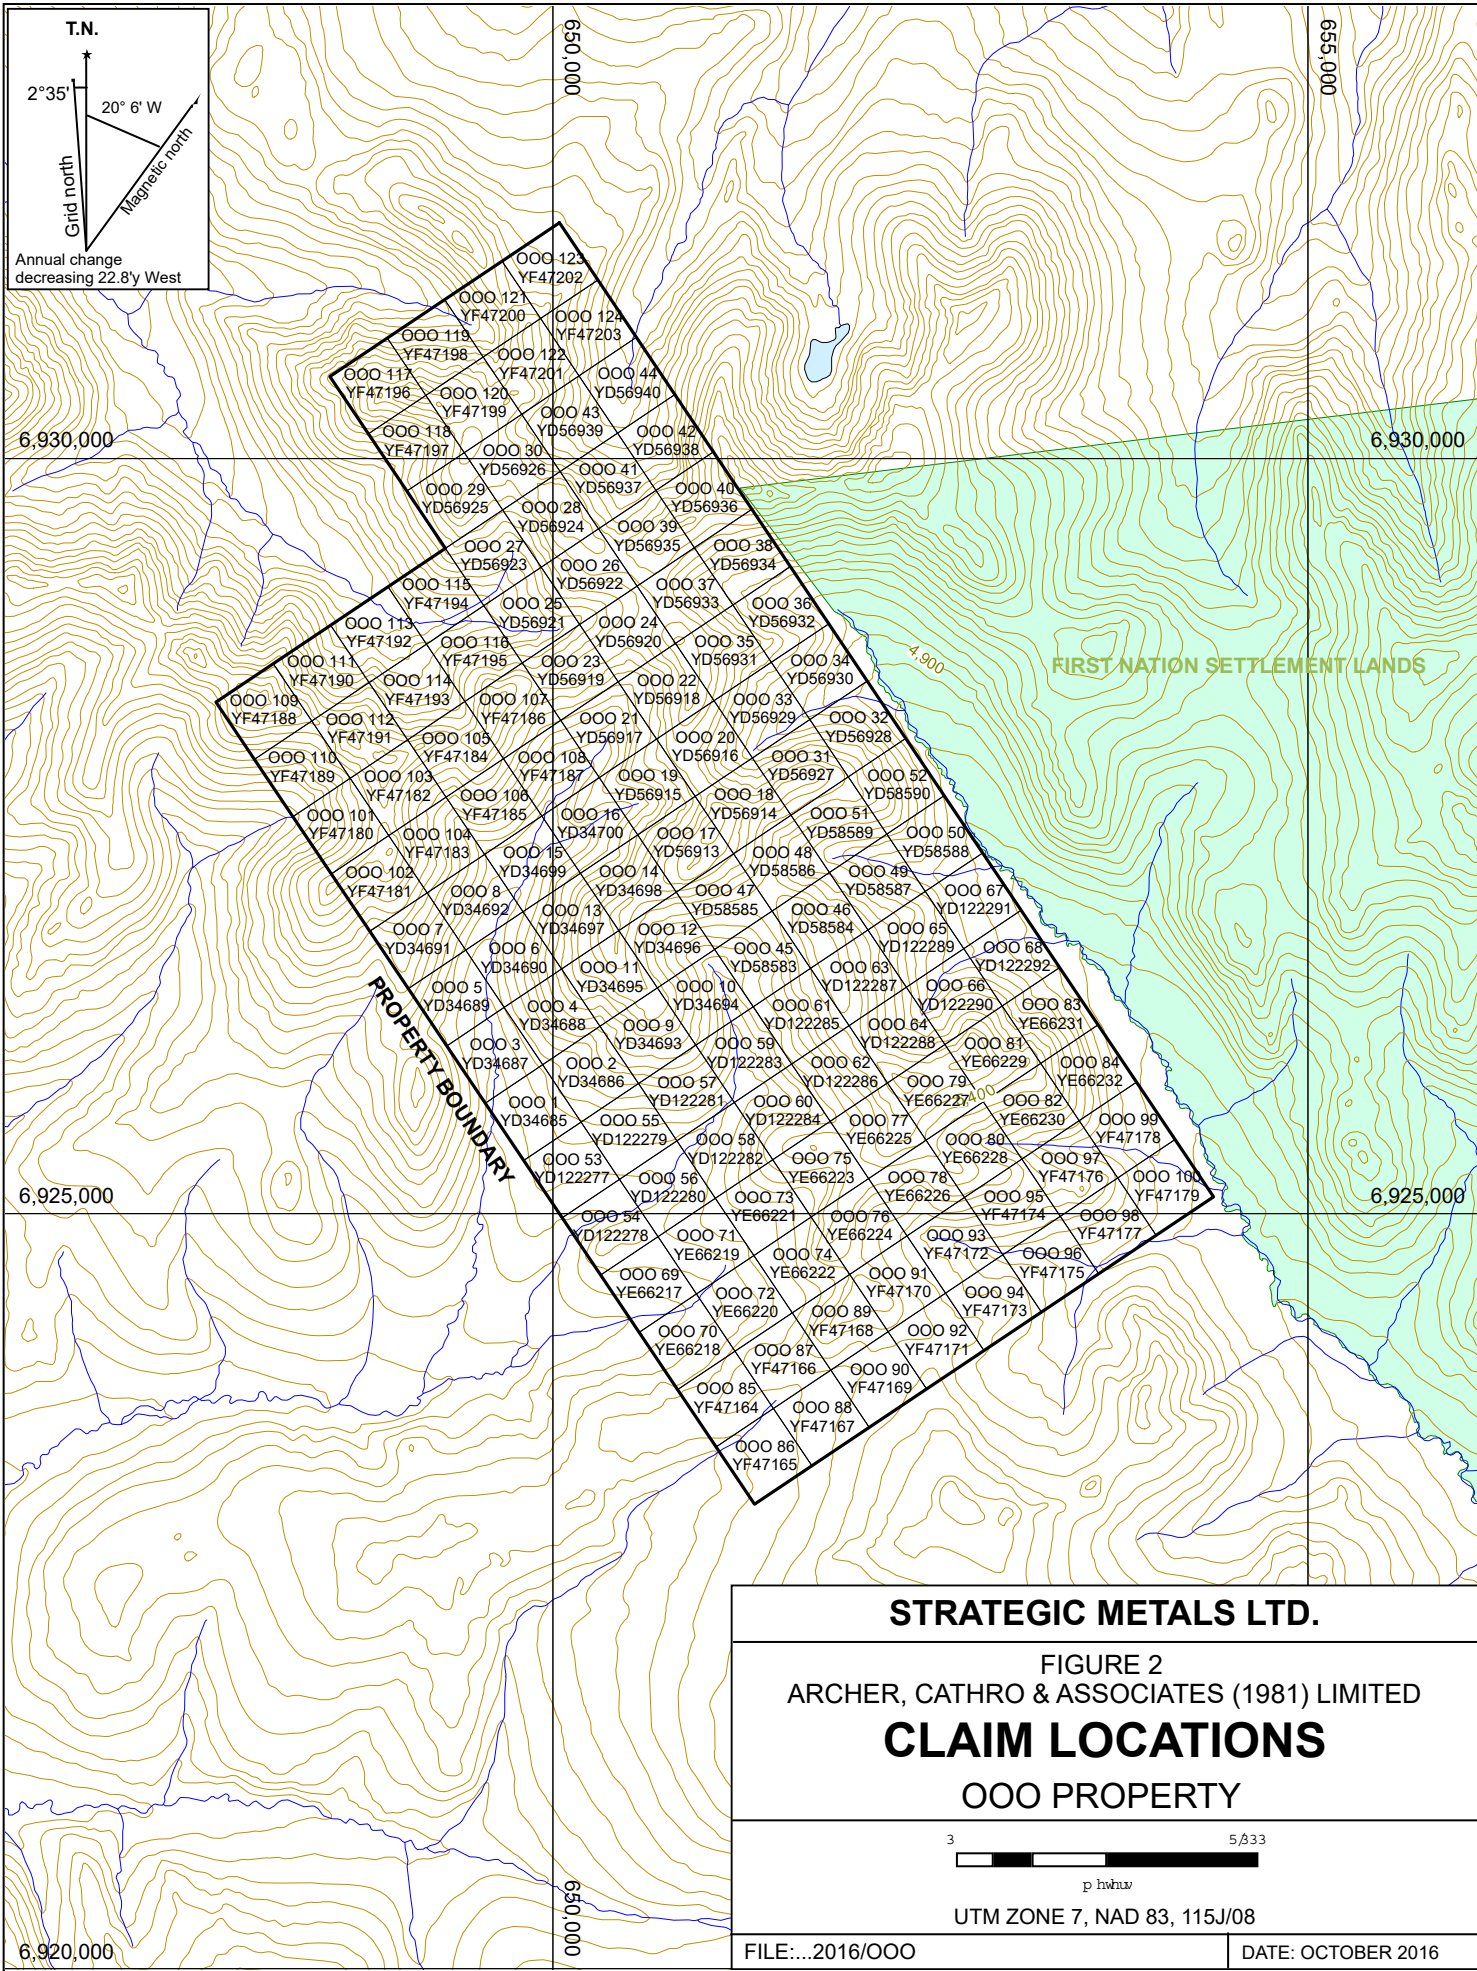 T.N.
2°35'
20° 6' W
Grid north
Magnetic north
Annual change
decreasing 22.8'y West
650,000
655,000
6,930,000
6,930,000
OOO 123
YF47202
OOO 121
YF47200
OOO 124
YF47203
OOO 119
YF47198
OOO 122
YF47201
OOO 44
YD56940
OOO 117
YF47196
OOO 120
YF47199
OOO 43
YD56939
OOO 42
YD56938
OOO 118
YF47197
OOO 30
YD56926
OOO 41
YD56937
OOO 40
YD56936
OOO 29
YD56925
OOO 28
YD56924
OOO 39
YD56935
OOO 38
YD56934
OOO 27
YD56923
OOO 26
YD56922
OOO 37
YD56933
OOO 36
YD56932
OOO 115
YF47194
OOO 25
YD56921
OOO 24
YD56920
OOO 35
YD56931
OOO 34
YD56930
OOO 113
YF47192
OOO 116
YF47195
OOO 23
YD56919
OOO 22
YD56918
OOO 33
YD56929
OOO 32
YD56928
OOO 111
YF47190
OOO 114
YF47193
OOO 107
YF47186
OOO 21
YD56917
OOO 20
YD56916
OOO 31
YD56927
OOO 52
YD58590
OOO 109
YF47188
OOO 112
YF47191
OOO 105
YF47184
OOO 108
YF47187
OOO 19
YD56915
OOO 18
YD56914
OOO 51
YD58589
OOO 50
YD58588
OOO 110
YF47189
OOO 103
YF47182
OOO 106
YF47185
OOO 16
YD34700
OOO 17
YD56913
OOO 48
YD58586
OOO 49
YD58587
OOO 67
YD122291
OOO 101
YF47180
OOO 104
YF47183
OOO 15
YD34699
OOO 14
YD34698
OOO 47
YD58585
OOO 46
YD58584
OOO 65
YD122289
OOO 68
YD122292
OOO 102
YF47181
OOO 8
YD34692
OOO 13
YD34697
OOO 12
YD34696
OOO 45
YD58583
OOO 63
YD122287
OOO 66
YD122290
OOO 83
YE66231
OOO 7
YD34691
OOO 6
YD34690
OOO 11
YD34695
OOO 10
YD34694
OOO 61
YD122285
OOO 64
YD122288
OOO 81
YE66229
OOO 84
YE66232
OOO 5
YD34689
OOO 4
YD34688
OOO 9
YD34693
OOO 59
YD122283
OOO 62
YD122286
OOO 79
YE66227
OOO 82
YE66230
OOO 99
YF47178
OOO 3
YD34687
OOO 2
YD34686
OOO 57
YD122281
OOO 60
YD122284
OOO 77
YE66225
OOO 80
YE66228
OOO 97
YF47176
OOO 100
YF47179
OOO 1
YD34685
OOO 55
YD122279
OOO 58
YD122282
OOO 75
YE66223
OOO 78
YE66226
OOO 95
YF47174
OOO 98
YF47177
OOO 53
YD122277
OOO 56
YD122280
OOO 73
YE66221
OOO 76
YE66224
OOO 93
YF47172
OOO 96
YF47175
OOO 54
YD122278
OOO 71
YE66219
OOO 74
YE66222
OOO 91
YF47170
OOO 94
YF47173
OOO 69
YE66217
OOO 72
YE66220
OOO 89
YF47168
OOO 92
YF47171
OOO 70
YE66218
OOO 87
YF47166
OOO 90
YF47169
OOO 85
YF47164
OOO 88
YF47167
OOO 86
YF47165
4,900
FIRST NATION SETTLEMENT LANDS
PROPERTY BOUNDARY
6,925,000
6,925,000
6,920,000
650,000
STRATEGIC METALS LTD.
FIGURE 2
ARCHER, CATHRO & ASSOCIATES (1981) LIMITED
CLAIM LOCATIONS
OOO PROPERTY
3 5/333
p hwhuv
UTM ZONE 7, NAD 83, 115J/08
FILE:...2016/OOO
DATE: OCTOBER 2016